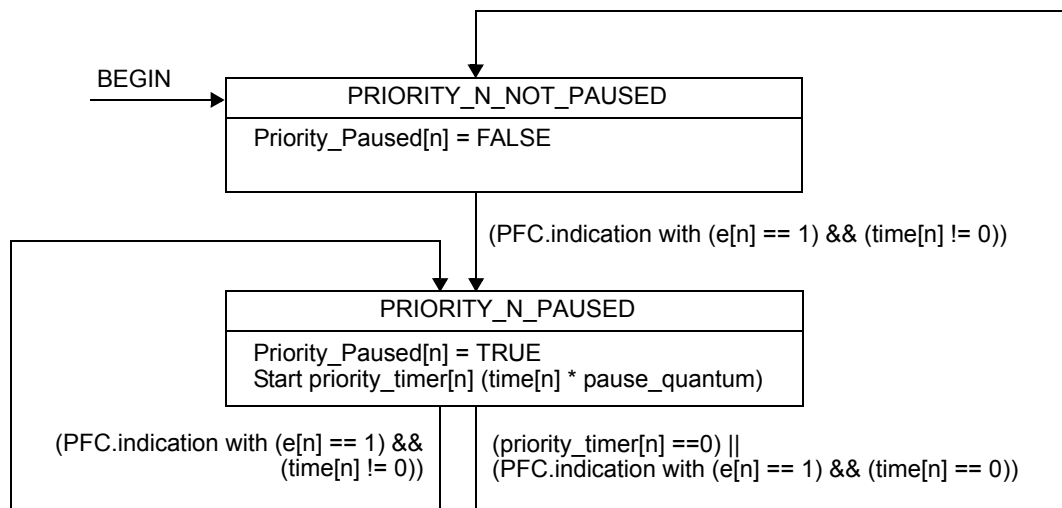 BEGIN
PRIORITY_N_NOT_PAUSED
Priority_Paused[n] = FALSE
(PFC.indication with (e[n] == 1) && (time[n] != 0))
PRIORITY_N_PAUSED
Priority_Paused[n] = TRUE
Start priority_timer[n] (time[n] * pause_quantum)
(PFC.indication with (e[n] == 1) &&
(time[n] != 0))
(priority_timer[n] ==0) ||
(PFC.indication with (e[n] == 1) && (time[n] == 0))